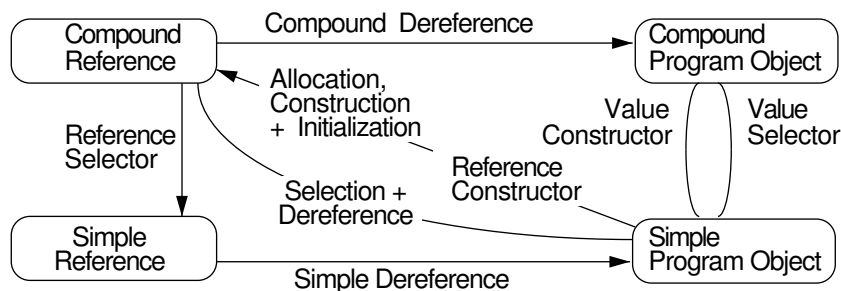 Compound Dereference
Compound
Reference
Compound
Program Object
Allocation,
Construction
+ Initialization
Value
Constructor
Value
Selector
Reference
Selector
Reference
Constructor
Selection +
Dereference
Simple
Reference
Simple
Program Object
Simple Dereference